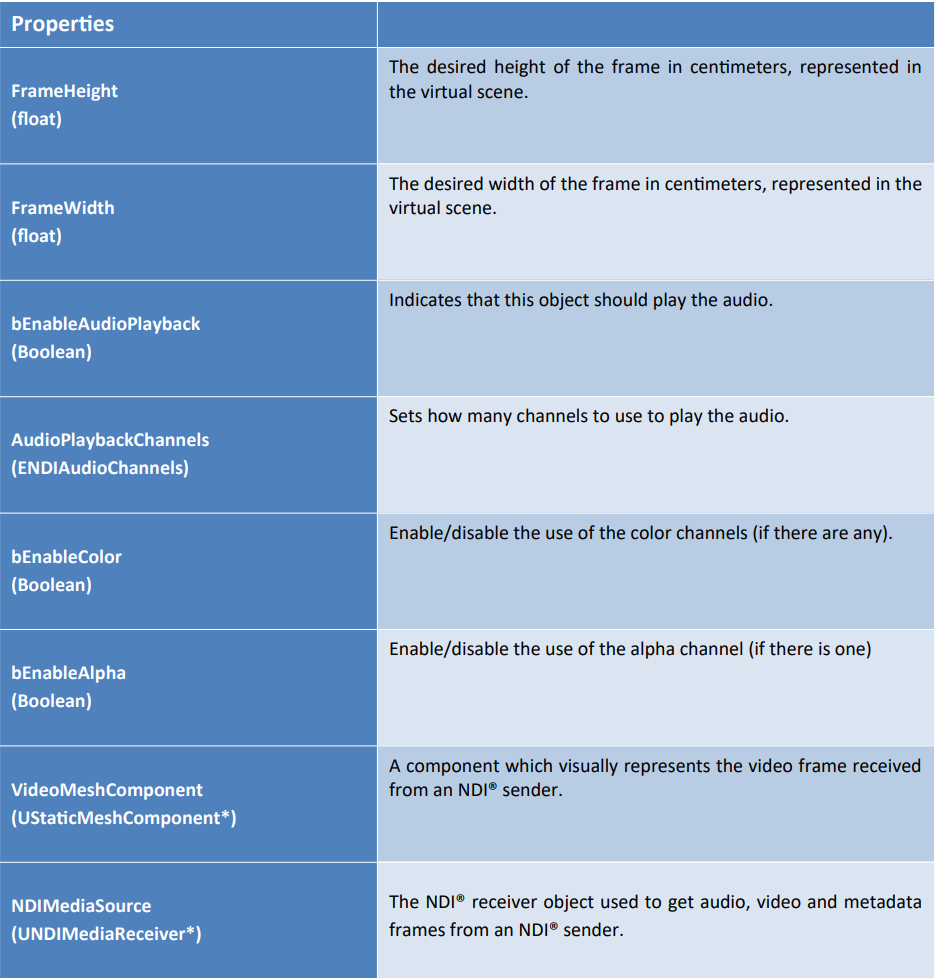 Properties
FrameHeight
(float)
The desired height of the frame in centimeters, represented in
the virtual scene.
FrameWidth
(float)
The desired width of the frame in centimeters, represented in the
virtual scene.
bEnableAudioPlayback
(Boolean)
Indicates that this object should play the audio.
AudioPlaybackChannels
(ENDIAudioChannels)
Sets how many channels to use to play the audio.
bEnableColor
(Boolean)
Enable/disable the use of the color channels (if there are any).
bEnableAlpha
(Boolean)
Enable/disable the use of the alpha channel (if there is one)
VideoMeshComponent
(UStaticMeshComponent*)
A component which visually represents the video frame received
from an NDI® sender.
NDIMediaSource
(UNDIMediaReceiver*)
The NDI® receiver object used to get audio, video and metadata
frames from an NDI® sender.